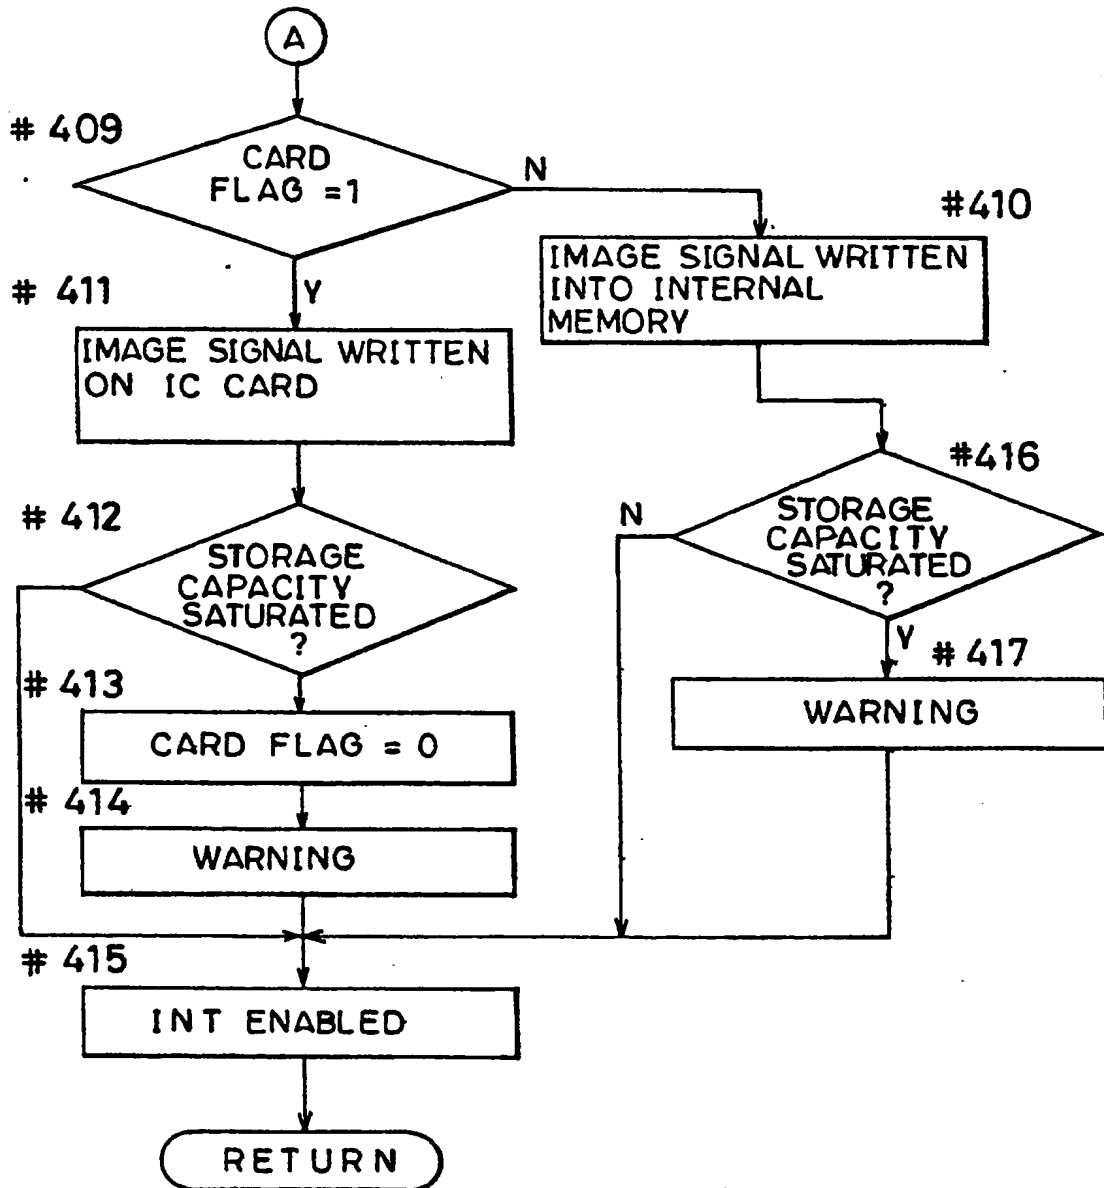 A
# 409
CARD
FLAG =1
N
#410
IMAGE SIGNAL WRITTEN
INTO INTERNAL
MEMORY
# 411
Y
IMAGE SIGNAL WRITTEN
ON IC CARD
#416
STORAGE
CAPACITY
SATURATED
?
N
Y
# 412
STORAGE
CAPACITY
SATURATED
?
# 417
WARNING
# 413
CARD FLAG = 0
# 414
WARNING
# 415
INT ENABLED
RETURN